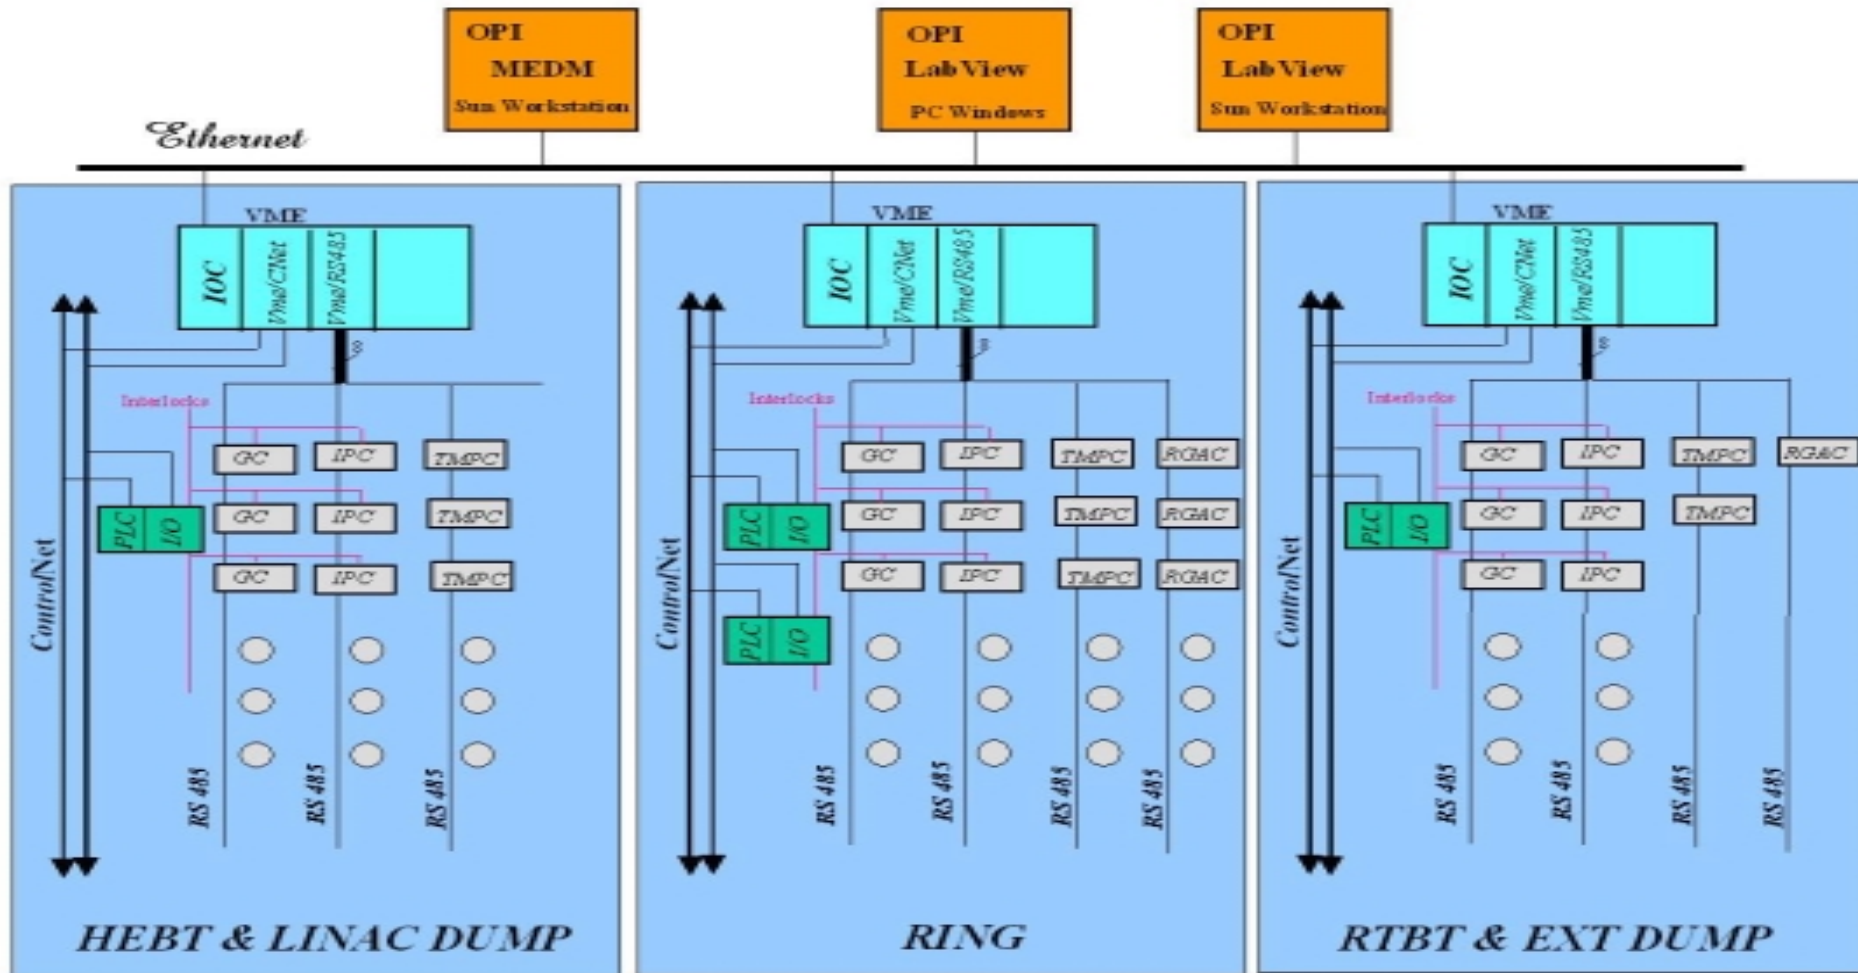 OPI
MEDM
Sun Workstation
OPI
LabView
PC Windows
OPI
LabView
Sun Workstation
Ethernet
VME
IOC
Vme/CNet
Vme/RS485
8
Interlocks
GC
IPC
TMPC
GC
IPC
TMPC
PLC
I/O
GC
IPC
TMPC
ControlNet
RS 485
RS 485
RS 485
HEBT & LINAC DUMP
VME
IOC
Vme/CNet
Vme/RS485
8
Interlocks
GC
IPC
TMPC
RGAC
GC
IPC
TMPC
RGAC
PLC
I/O
GC
IPC
TMPC
RGAC
PLC
I/O
ControlNet
RS 485
RS 485
RS 485
RS 485
RING
VME
IOC
Vme/CNet
Vme/RS485
8
Interlocks
GC
IPC
TMPC
RGAC
GC
IPC
TMPC
PLC
I/O
GC
IPC
ControlNet
RS 485
RS 485
RS 485
RS 485
RTBT & EXT DUMP